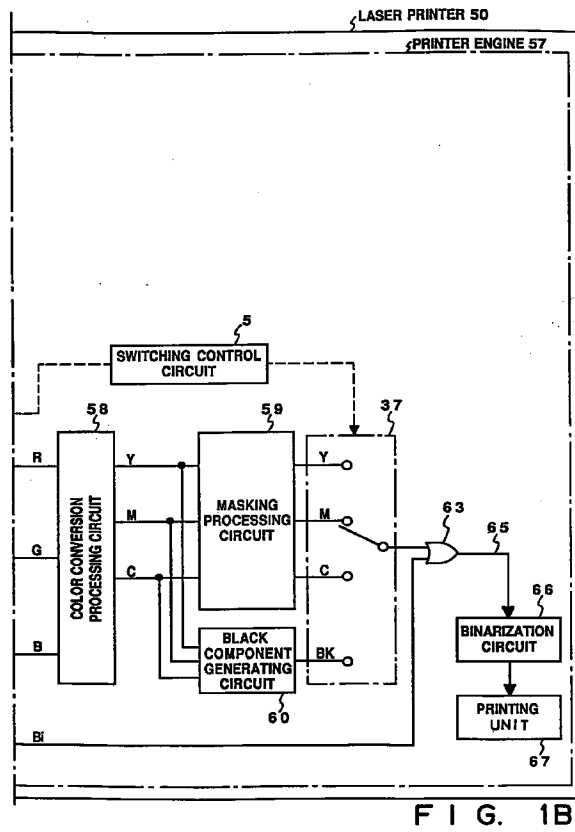 LASER PRINTER 50
PRINTER ENGINE 57
5
SWITCHING CONTROL
CIRCUIT
58
59
37
R
G
B
COLOR CONVERSION
PROCESSING CIRCUIT
Y
M
C
MASKING
PROCESSING
CIRCUIT
Y
M
C
63
65
66
BINARIZATION
CIRCUIT
BLACK
COMPONENT
GENERATING
CIRCUIT
BK
60
PRINTING
UNIT
67
Bi
FIG. 1B